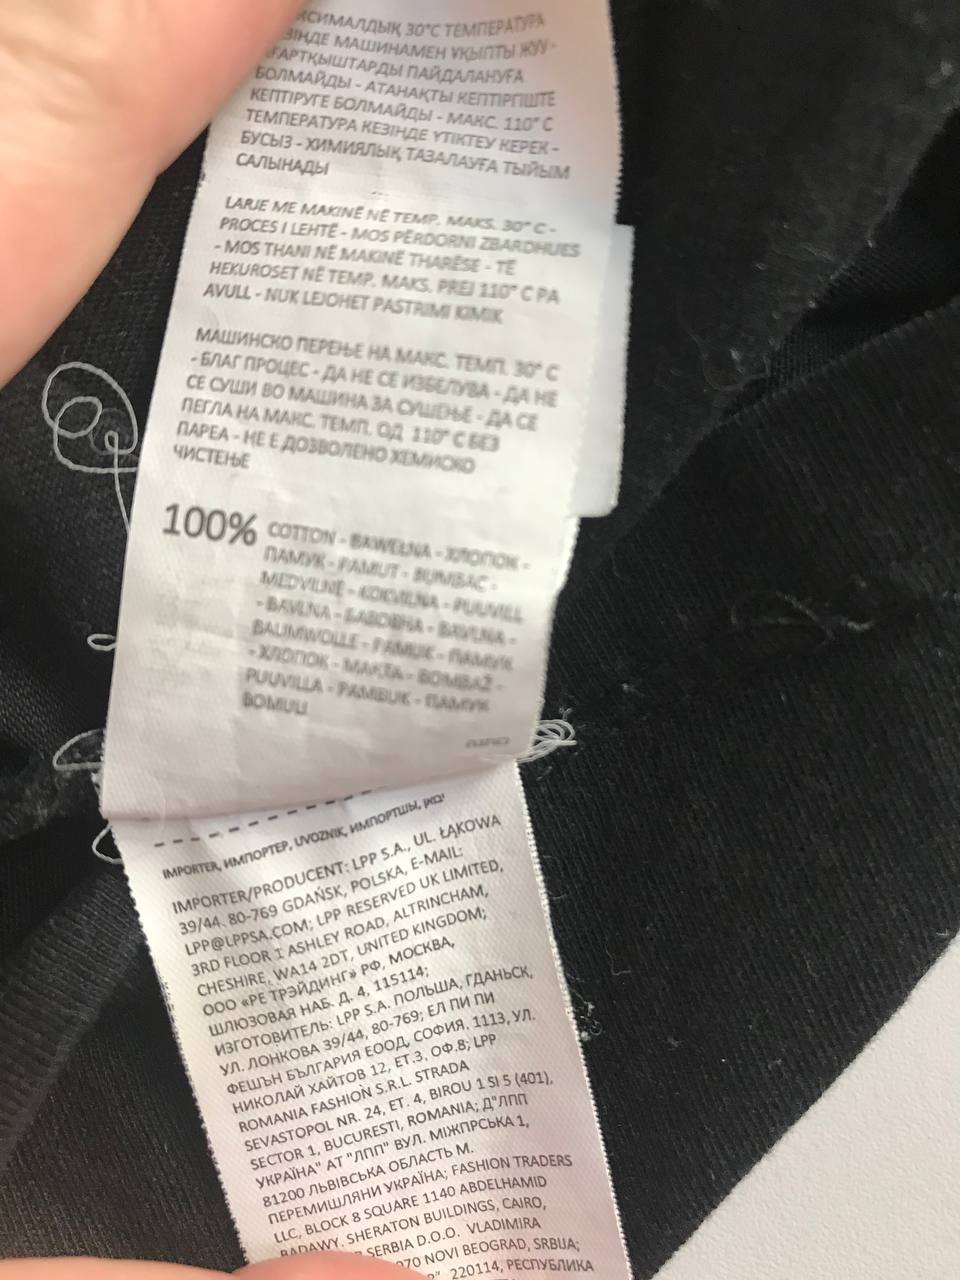 КСИМАЛДЫҚ 30°C ТЕМПЕРАТУРА
ЗІНДЕ МАШИНАМЕН ҰҚЫПТЫ ЖУУ -
АРТҚЫШТАРДЫ ПАЙДАЛАНУҒА
БОЛМАЙДЫ - АТАНАҚТЫ КЕПТІРГІШТЕ
КЕПТІРУГЕ БОЛМАЙДЫ - МАКС. 110° C
ТЕМПЕРАТУРА КЕЗІНДЕ ҮТІКТЕУ КЕРЕК -
БУСЫЗ - ХИМИЯЛЫҚ ТАЗАЛАУҒА ТЫЙЫМ
САЛЫНАДЫ
LARJE ME MAKINË NË TEMP. MAKS. 30° C -
PROCES I LEHTË - MOS PËRDORNI ZBARDHUES
- MOS THANI NË MAKINË THARËSE - TË
HEKUROSET NË TEMP. MAKS. PREJ 110° C PA
AVULL - NUK LEJOHET PASTRIMI KIMIK
МАШИНСКО ПЕРЕЊЕ НА МАКС. ТЕМП. 30° C
- БЛАГ ПРОЦЕС - ДА НЕ СЕ ИЗБЕЛУВА - ДА НЕ
СЕ СУШИ ВО МАШИНА ЗА СУШЕЊЕ - ДА СЕ
ПЕГЛА НА МАКС. ТЕМП. ОД 110° C БЕЗ
ПАРЕА - НЕ Е ДОЗВОЛЕНО ХЕМИСКО
ЧИСТЕЊЕ
100% COTTON - BAWEŁNA - ХЛОПОК -
ПАМУК - PAMUT - BUMBAC -
MEDVILNĖ - KOKVILNA - PUUVILL
- BAVLNA - БАВОВНА - BAVLNA -
BAUMWOLLE - PAMUK - ПАМУК
- ХЛОПОК - МАКТА - BOMBAŽ -
PUUVILLA - PAMBUK - ПАМУК
BOMULL
IMPORTER, ИМПОРТЕР, UVOZNIK, ИМПОРТШЫ, יבואן
IMPORTER/PRODUCENT: LPP S.A., UL. ŁĄKOWA
39/44. 80-769 GDAŃSK, POLSKA, E-MAIL:
LPP@LPPSA.COM; LPP RESERVED UK LIMITED,
3RD FLOOR 1 ASHLEY ROAD, ALTRINCHAM,
CHESHIRE, WA14 2DT, UNITED KINGDOM;
ООО «РЕ ТРЭЙДИНГ» РФ, МОСКВА,
ШЛЮЗОВАЯ НАБ. Д. 4, 115114;
ИЗГОТОВИТЕЛЬ: LPP S.A. ПОЛЬША, ГДАНЬСК,
УЛ. ЛОНКОВА 39/44, 80-769; ЕЛ ПИ ПИ
ФЕШЪН БЪЛГАРИЯ ЕООД, СОФИЯ. 1113, УЛ.
НИКОЛАЙ ХАЙТОВ 12, ЕТ.3. ОФ.8; LPP
ROMANIA FASHION S.R.L. STRADA
SEVASTOPOL NR. 24, ET. 4, BIROU 1 SI 5 (401),
SECTOR 1, BUCURESTI, ROMANIA; Д"ЛПП
УКРАЇНА" АТ "ЛПП" ВУЛ. МІЖПРСЬКА 1,
81200 ЛЬВІВСЬКА ОБЛАСТЬ М.
ПЕРЕМИШЛЯНИ УКРАЇНА; FASHION TRADERS
LLC, BLOCK 8 SQUARE 1140 ABDELHAMID
BADAWY. SHERATON BUILDINGS, CAIRO,
SERBIA D.O.O. VLADIMIRA
070 NOVI BEOGRAD, SRBIJA;
220114, РЕСПУБЛИКА